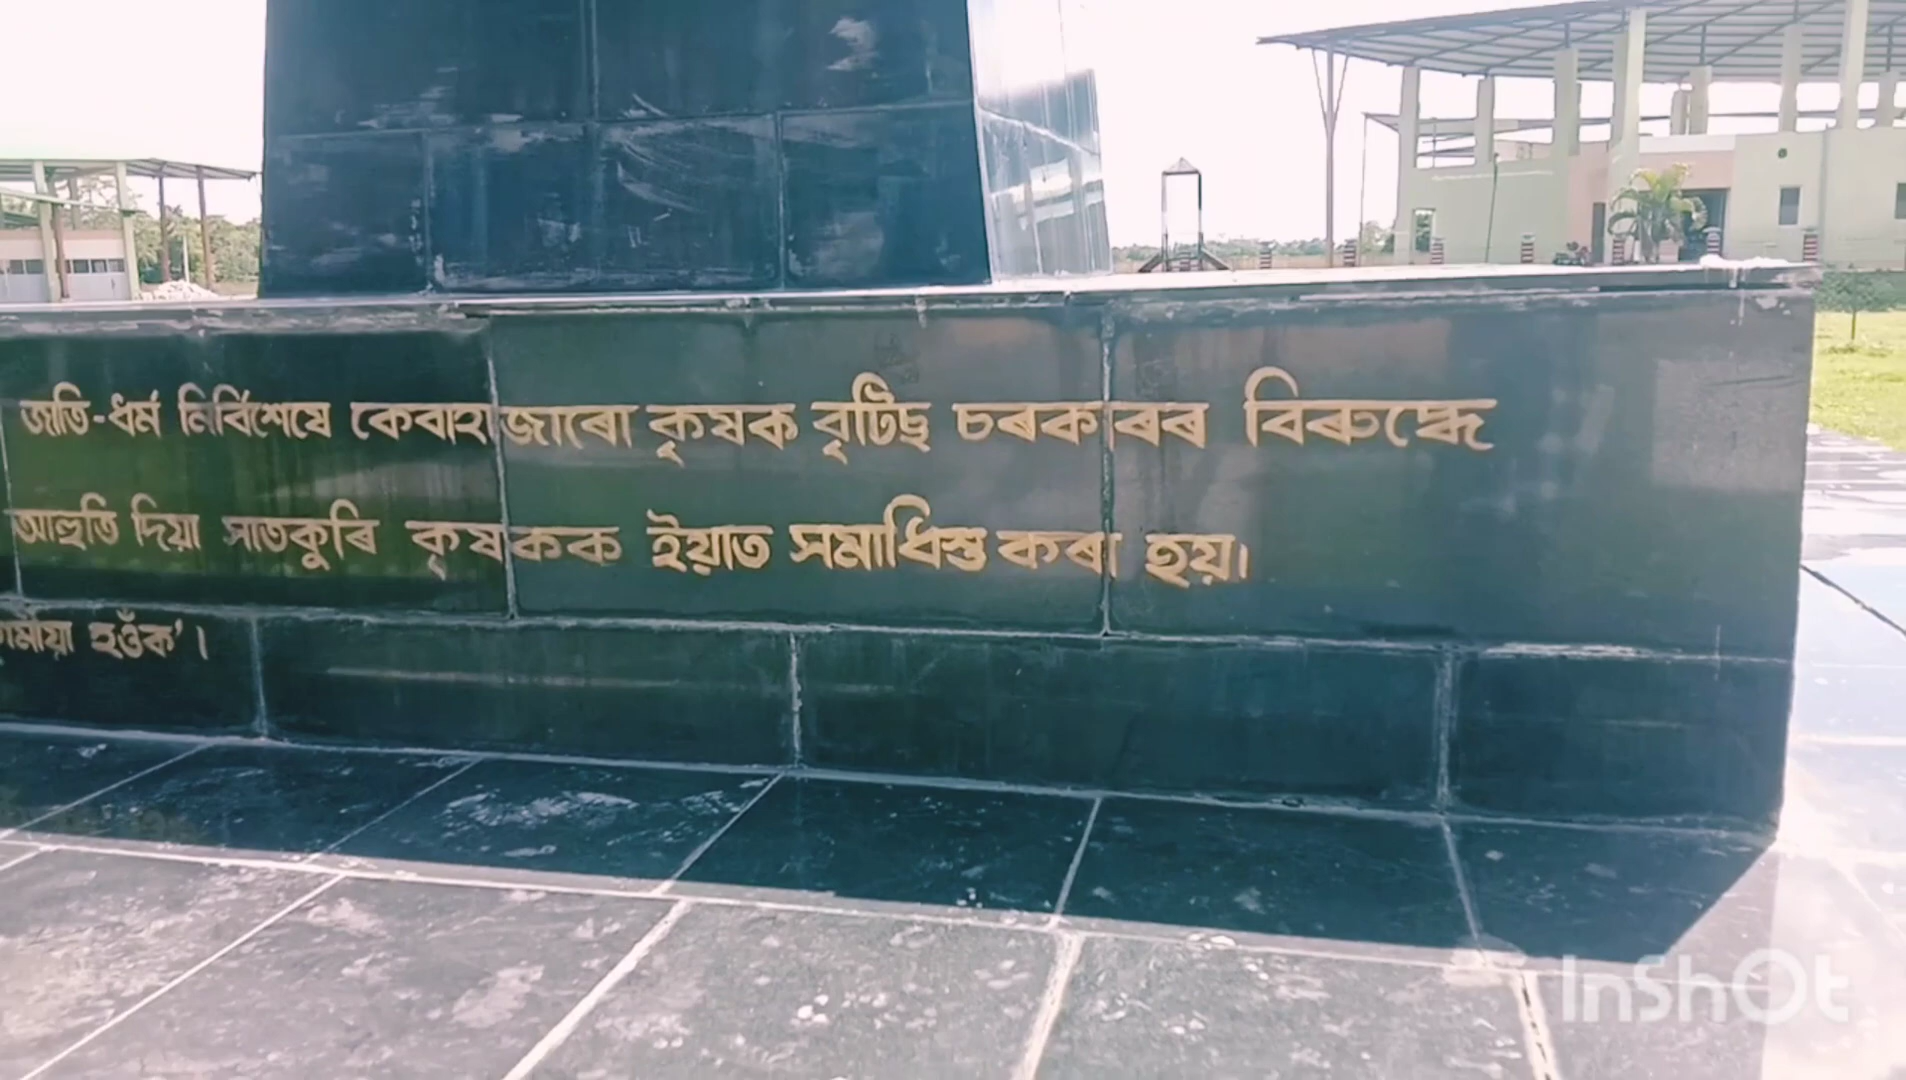 জাতি-ধৰ্ম নিৰ্বিশেষে কেবাহাজাৰো কৃষক বৃটিছ চৰকাৰৰ বিৰুদ্ধে
আহুতি দিয়া সাতকুৰি কৃষকক ইয়াত সমাধিস্তু কৰা হয়।
হওঁক'।
InShOt